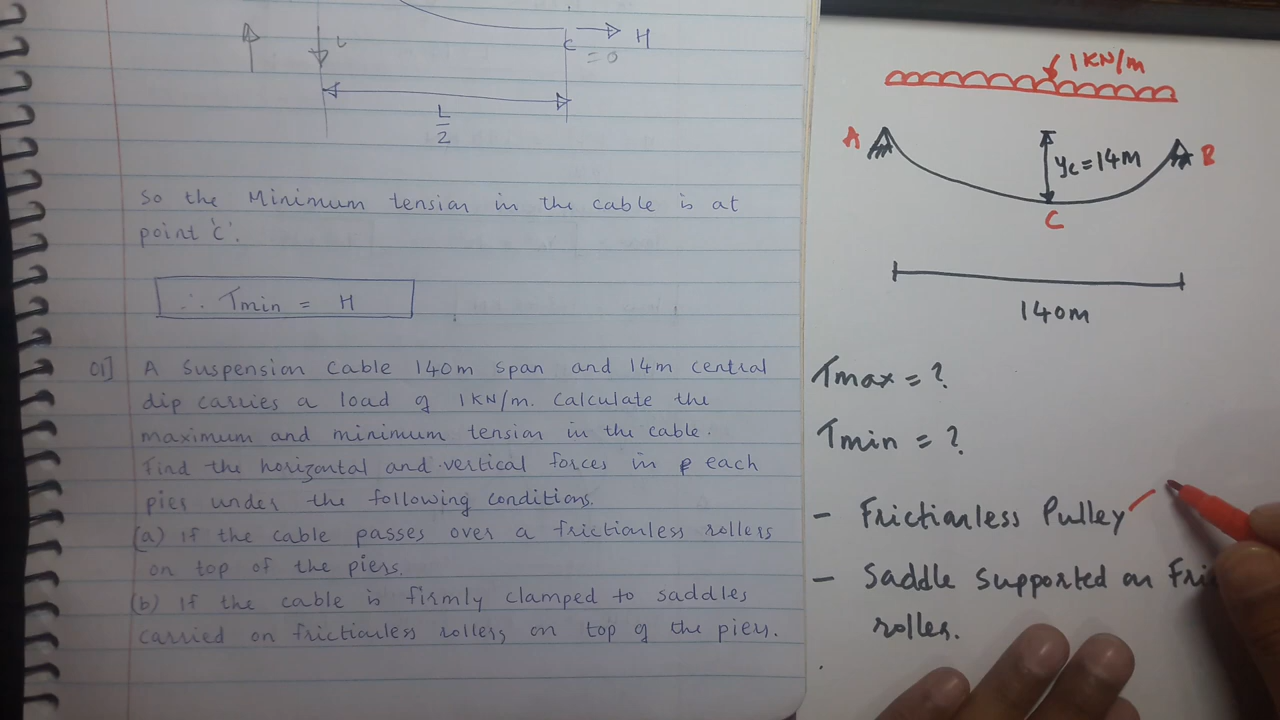 C
H
= 0
L
2
So the Minimum tension in the cable is at
point 'c'.
∴ Tmin = H
01] A suspension cable 140m span and 14m central
dip carries a load of 1KN/m. Calculate the
maximum and minimum tension in the cable.
Find the horizontal and vertical forces in each
pier under the following conditions.
(a) if the cable passes over a frictionless rollers
on top of the piers.
(b) if the cable is firmly clamped to saddles
carried on frictionless rollers on top of the piers.
1KN/m
A
yc = 14M
B
C
140m
Tmax = ?
Tmin = ?
- Frictionless Pulley
- Saddle supported on Fri
roller.